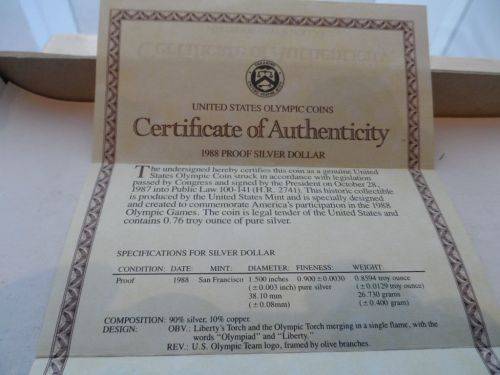 UNITED STATES OLYMPIC COINS
Certificate of Authenticity
1988 PROOF SILVER DOLLAR
The undersigned hereby certifies this coin as a genuine United
States Olympic Coin struck in accordance with legislation
passed by Congress and signed by the President on October 28,
1987 into Public Law 100-141 (H.R. 2741). This historic collectible
is produced by the United States Mint and is specially designed
and created to commemorate America's participation in the 1988
Olympic Games. The coin is legal tender of the United States and
contains 0.76 troy ounce of pure silver.
SPECIFICATIONS FOR SILVER DOLLAR
CONDITION: DATE: MINT: DIAMETER: FINENESS: WEIGHT:
Proof 1988 San Francisco 1.500 inches 0.900 ±0.0030 0.8594 troy ounce
(±0.003 inch) pure silver (±0.0129 troy ounce)
38.10 mm 26.730 grams
(±0.08mm) (±0.400 gram)
COMPOSITION: 90% silver, 10% copper.
DESIGN: OBV.: Liberty's Torch and the Olympic Torch merging in a single flame, with the
words "Olympiad" and "Liberty."
REV.: U.S. Olympic Team logo, framed by olive branches.